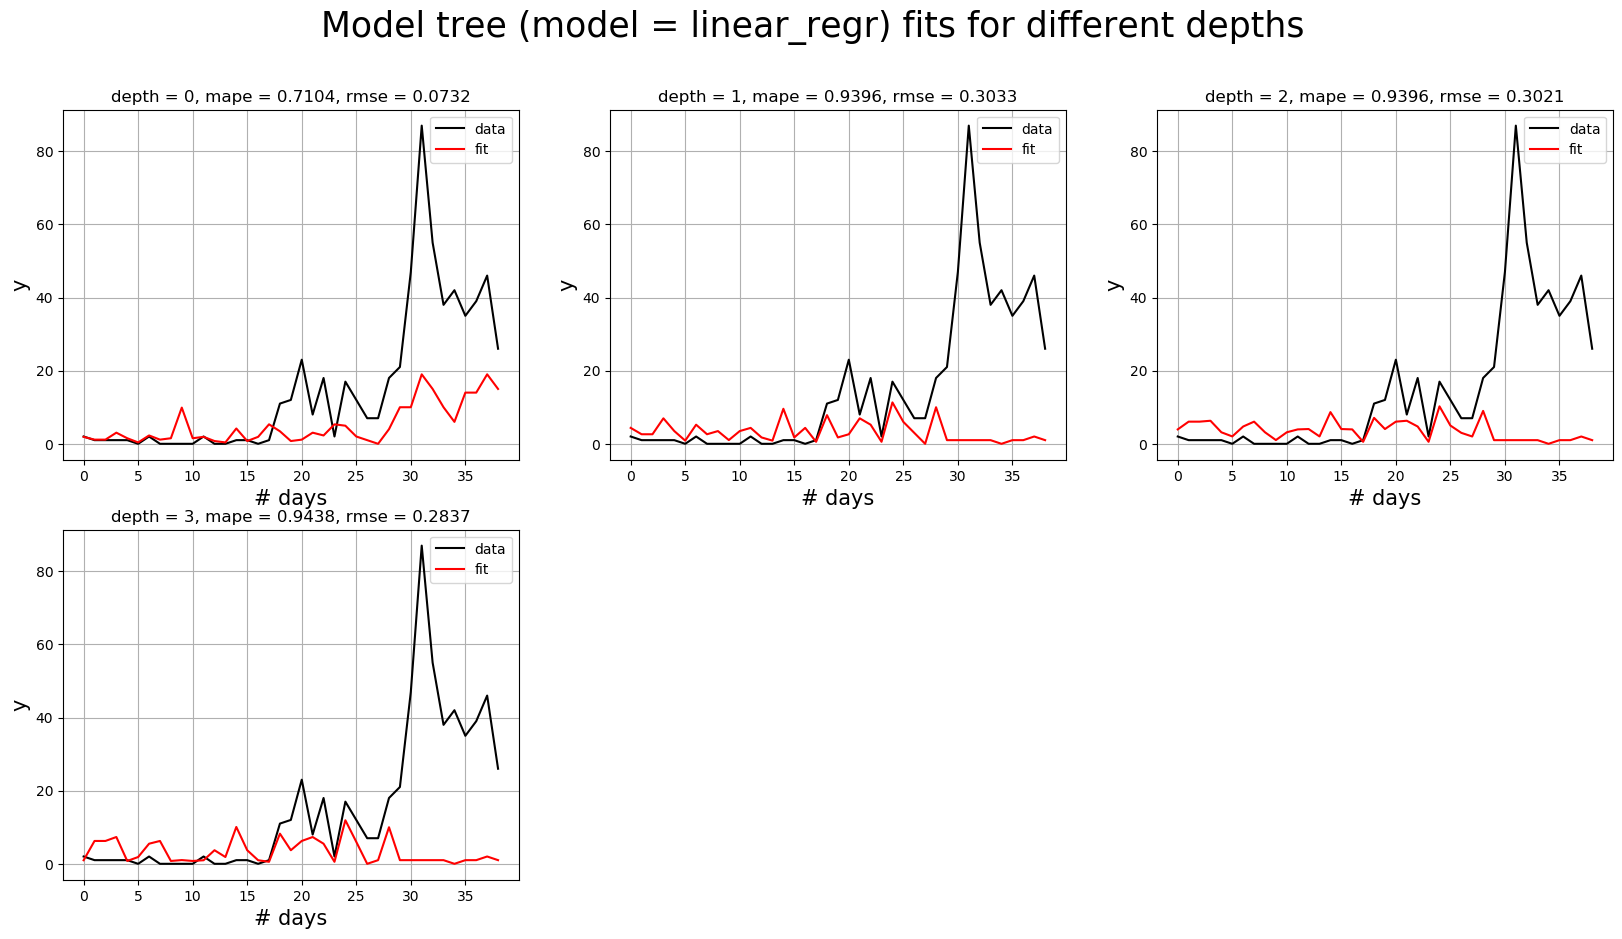 Model tree (model = linear_regr) fits for different depths
depth = 0, mape = 0.7104, rmse = 0.0732
data
fit
80
60
40
20
0
y
0 5 10 15 20 25 30 35
# days
depth = 1, mape = 0.9396, rmse = 0.3033
data
fit
80
60
40
20
0
y
0 5 10 15 20 25 30 35
# days
depth = 2, mape = 0.9396, rmse = 0.3021
data
fit
80
60
40
20
0
y
0 5 10 15 20 25 30 35
# days
depth = 3, mape = 0.9438, rmse = 0.2837
data
fit
80
60
40
20
0
y
0 5 10 15 20 25 30 35
# days